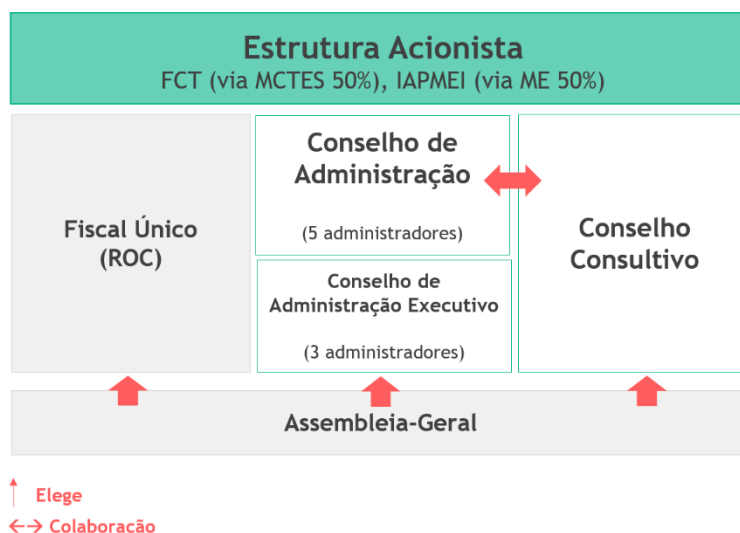 Estrutura Acionista
FCT (via MCTES 50%), IAPMEI (via ME 50%)
Fiscal Único
(ROC)
Conselho de
Administração
(5 administradores)
Conselho de
Administração Executivo
(3 administradores)
Conselho
Consultivo
Assembleia-Geral
Elege
Colaboracão